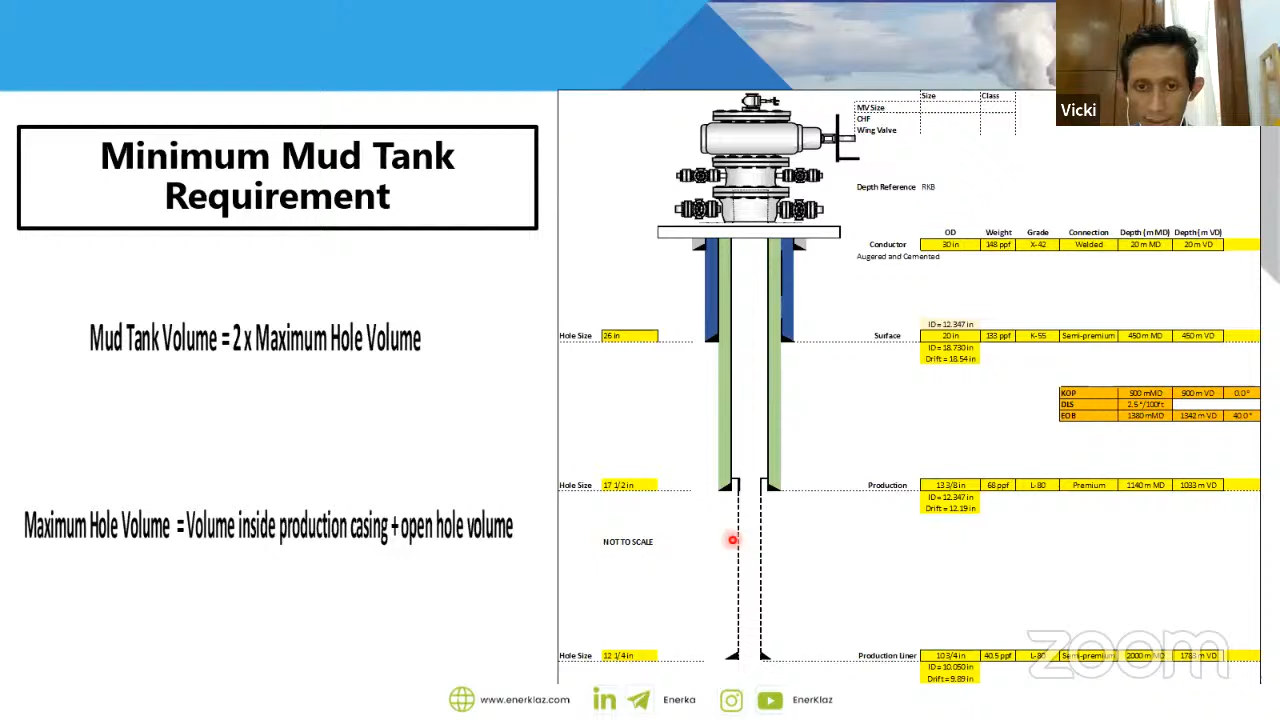 Minimum Mud Tank
Requirement
Mud Tank Volume = 2 x Maximum Hole Volume
Maximum Hole Volume = Volume inside production casing + open hole volume
Size Class
MV Size
CHF
Wing Valve
Depth Reference RKB
OD Weight Grade Connection Depth (m MD) Depth (m VD)
Conductor 30 in 148 ppf X-42 Welded 20 m MD 20 m VD
Augered and Cemented
ID = 12.347 in
Hole Size 26 in Surface 20 in 133 ppf K-55 Semi-premium 450 m MD 450 m VD
ID = 18.730 in
Drift = 18.54 in
KOP 900 mMD 900 m VD 0.0 °
DLS 2.5 °/100ft
EOB 1380 mMD 1342 m VD 40.0 °
Hole Size 17 1/2 in Production 13 3/8 in 68 ppf L-80 Premium 1140 m MD 1033 m VD
ID = 12.347 in
Drift = 12.19 in
NOT TO SCALE
Hole Size 12 1/4 in Production Liner 10 3/4 in 40.5 ppf L-80 Semi-premium 2000 m MD 1783 m VD
ID = 10.050 in
Drift = 9.89 in
Vicki
zoom
www.enerklaz.com Enerka EnerKlaz